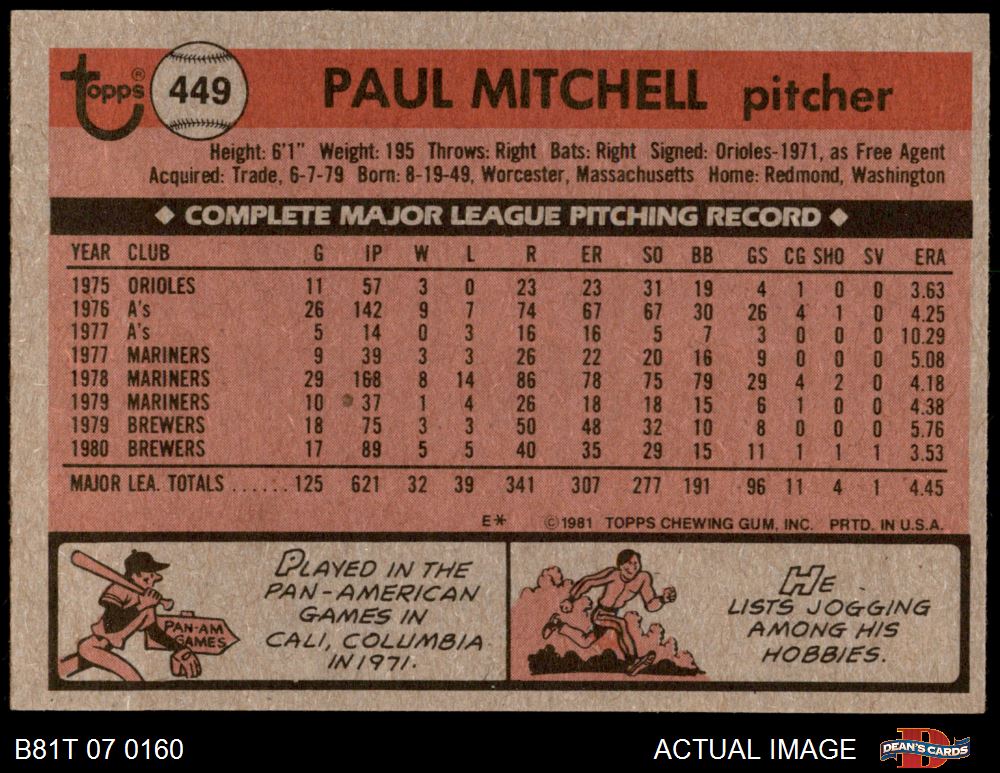 topps® 449 PAUL MITCHELL pitcher
Height: 6'1" Weight: 195 Throws: Right Bats: Right Signed: Orioles-1971, as Free Agent
Acquired: Trade, 6-7-79 Born: 8-19-49, Worcester, Massachusetts Home: Redmond, Washington
◆ COMPLETE MAJOR LEAGUE PITCHING RECORD ◆
YEAR CLUB G IP W L R ER SO BB GS CG SHO SV ERA
1975 ORIOLES 11 57 3 0 23 23 31 19 4 1 0 0 3.63
1976 A's 26 142 9 7 74 67 67 30 26 4 1 0 4.25
1977 A's 5 14 0 3 16 16 5 7 3 0 0 0 10.29
1977 MARINERS 9 39 3 3 26 22 20 16 9 0 0 0 5.08
1978 MARINERS 29 168 8 14 86 78 75 79 29 4 2 0 4.18
1979 MARINERS 10 37 1 4 26 18 18 15 6 1 0 0 4.38
1979 BREWERS 18 75 3 3 50 48 32 10 8 0 0 0 5.76
1980 BREWERS 17 89 5 5 40 35 29 15 11 1 1 1 3.53
MAJOR LEA. TOTALS ...... 125 621 32 39 341 307 277 191 96 11 4 1 4.45
E* ©1981 TOPPS CHEWING GUM, INC. PRTD. IN U.S.A.
PAN-AM
GAMES
PLAYED IN THE
PAN-AMERICAN
GAMES IN
CALI, COLUMBIA
IN 1971.
HE
LISTS JOGGING
AMONG HIS
HOBBIES.
B81T 07 0160 ACTUAL IMAGE DEAN'S CARDS